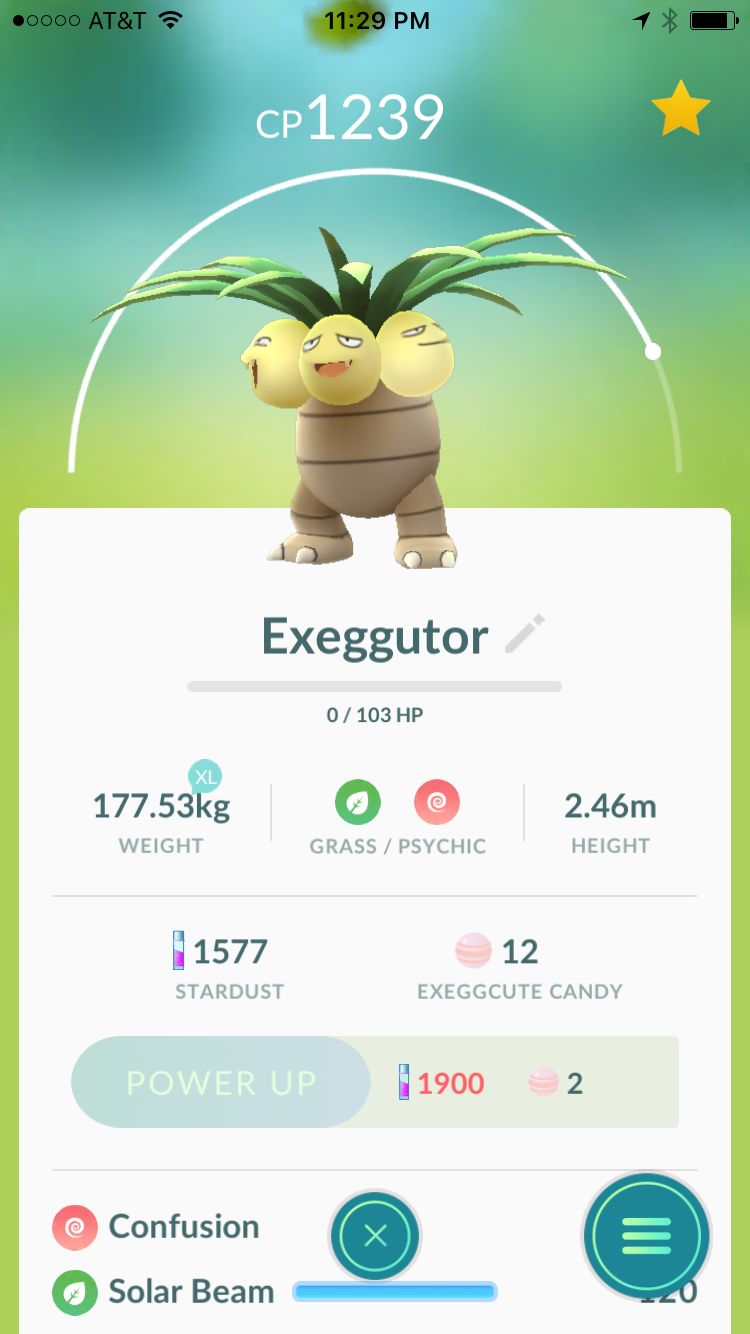 AT&T 11:29 PM
CP1239
Exeggutor
0 / 103 HP
XL
177.53kg 2.46m
WEIGHT GRASS / PSYCHIC HEIGHT
1577 12
STARDUST EXEGGCUTE CANDY
POWER UP 1900 2
Confusion
Solar Beam 120